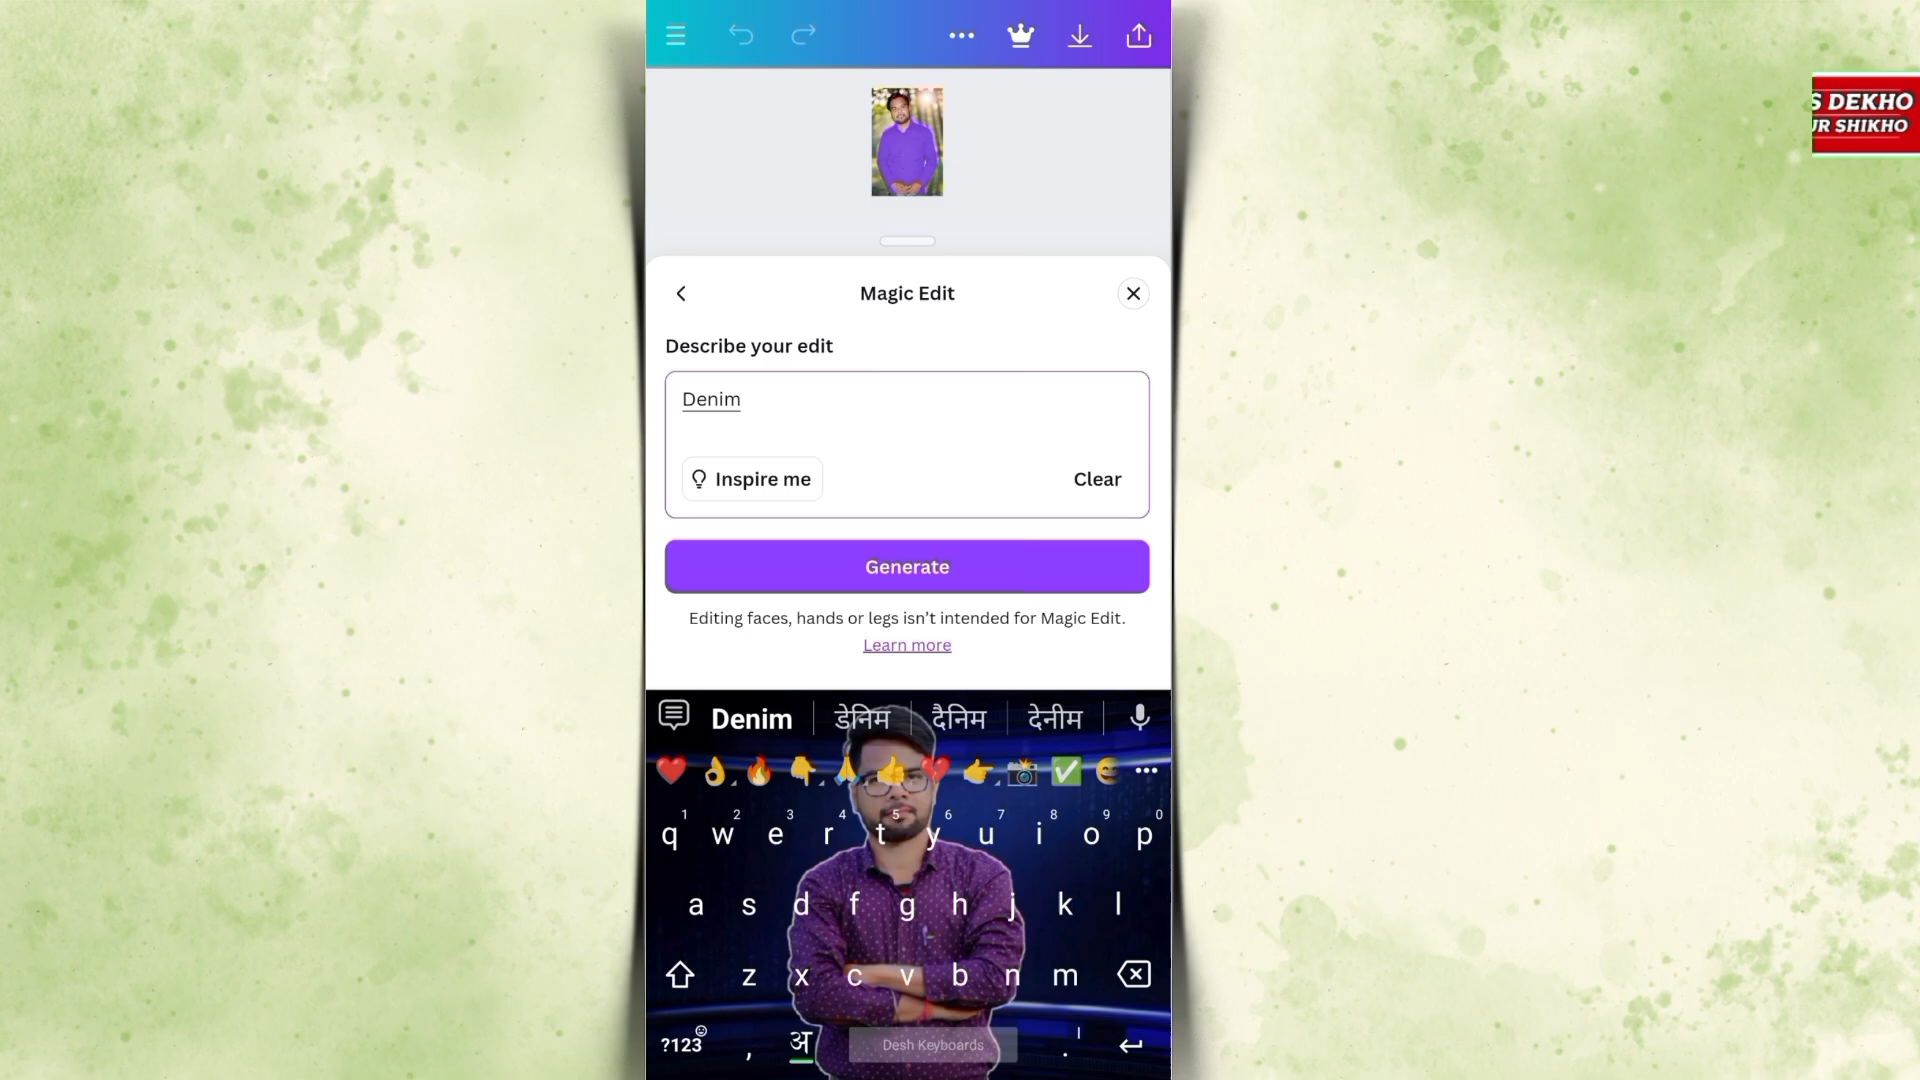 S DEKHO
UR SHIKHO
Magic Edit
Describe your edit
Denim
Inspire me
Clear
Generate
Editing faces, hands or legs isn’t intended for Magic Edit.
Learn more
Denim डेनिम दैनिम देनीम
1 2 3 4 5 6 7 8 9 0
q w e r t y u i o p
a s d f g h j k l
z x c v b n m
?123 , अ Desh Keyboards .